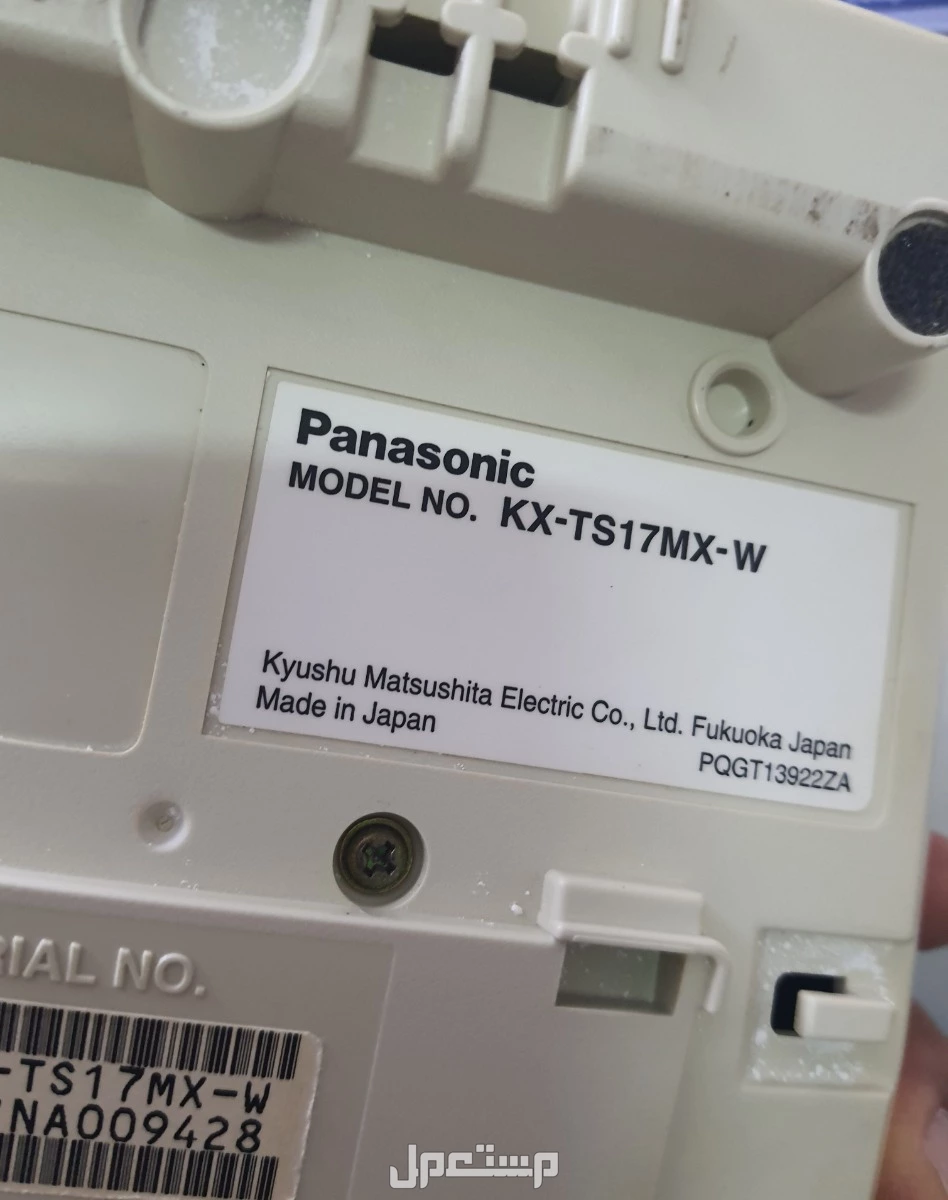 Panasonic
MODEL NO. KX-TS17MX-W
Kyushu Matsushita Electric Co., Ltd. Fukuoka Japan
Made in Japan
PQGT13922ZA
NO.
-TS17MX-W
NA009428
مستعمل